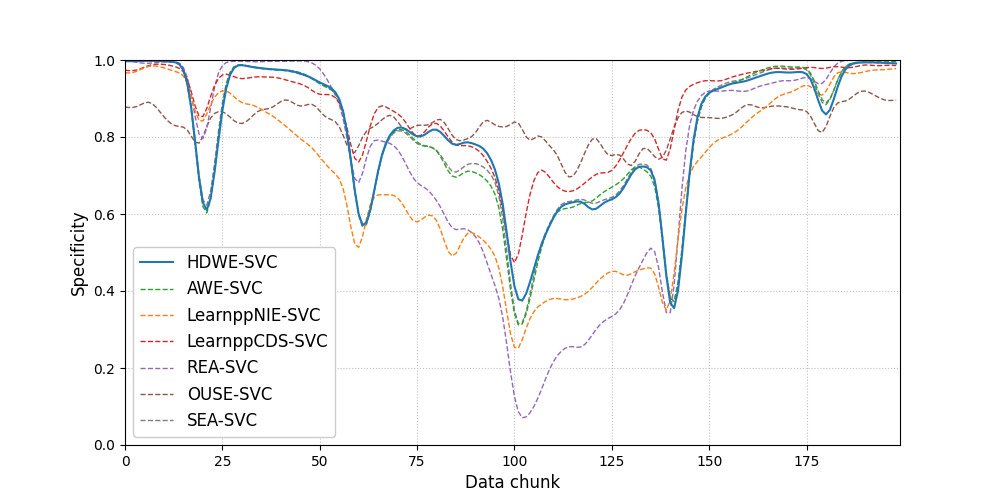 1.0
0.8
0.6
0.4
0.2
0.0
Specificity
HDWE-SVC
AWE-SVC
LearnppNIE-SVC
LearnppCDS-SVC
REA-SVC
OUSE-SVC
SEA-SVC
0 25 50 75 100 125 150 175
Data chunk